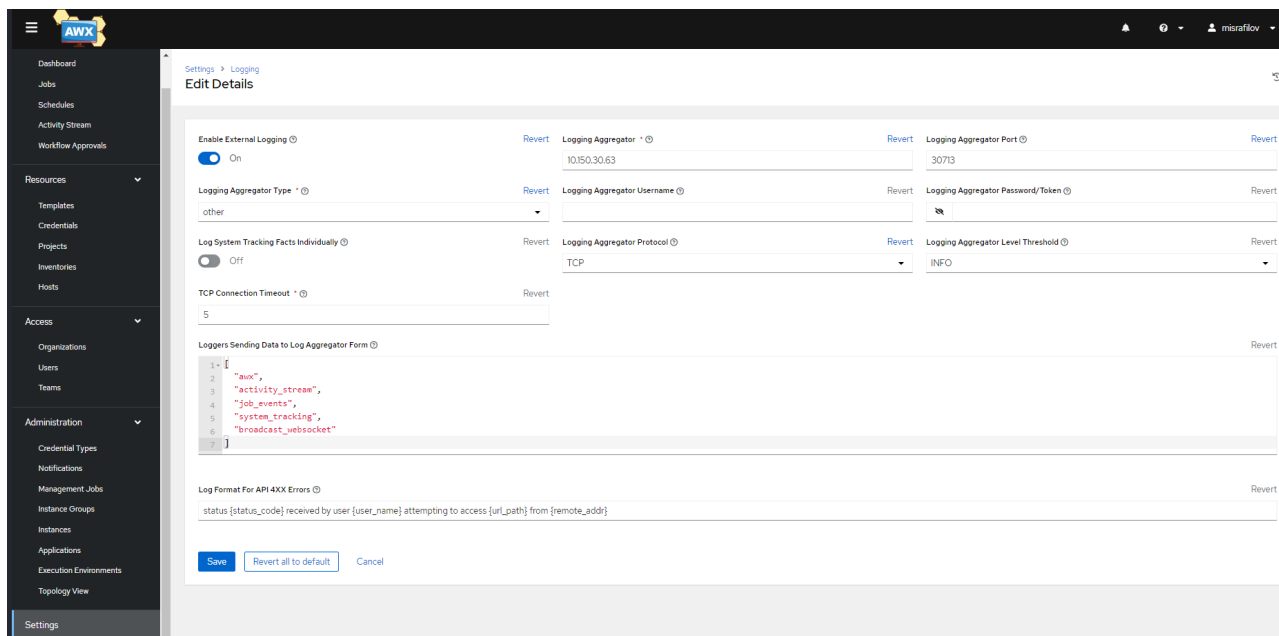 AWX
misrafilov
Dashboard
Jobs
Schedules
Activity Stream
Workflow Approvals
Resources
Templates
Credentials
Projects
Inventories
Hosts
Access
Organizations
Users
Teams
Administration
Credential Types
Notifications
Management Jobs
Instance Groups
Instances
Applications
Execution Environments
Topology View
Settings
Settings > Logging
Edit Details
Enable External Logging Revert
On
Logging Aggregator * Revert
10.150.30.63
Logging Aggregator Port Revert
30713
Logging Aggregator Type * Revert
other
Logging Aggregator Username Revert
Logging Aggregator Password/Token Revert
Log System Tracking Facts Individually Revert
Off
Logging Aggregator Protocol Revert
TCP
Logging Aggregator Level Threshold Revert
INFO
TCP Connection Timeout * Revert
5
Loggers Sending Data to Log Aggregator Form Revert
1 [
2 "awx",
3 "activity_stream",
4 "job_events",
5 "system_tracking",
6 "broadcast_websocket"
7 ]
Log Format For API 4XX Errors Revert
status {status_code} received by user {user_name} attempting to access {url_path} from {remote_addr}
Save Revert all to default Cancel